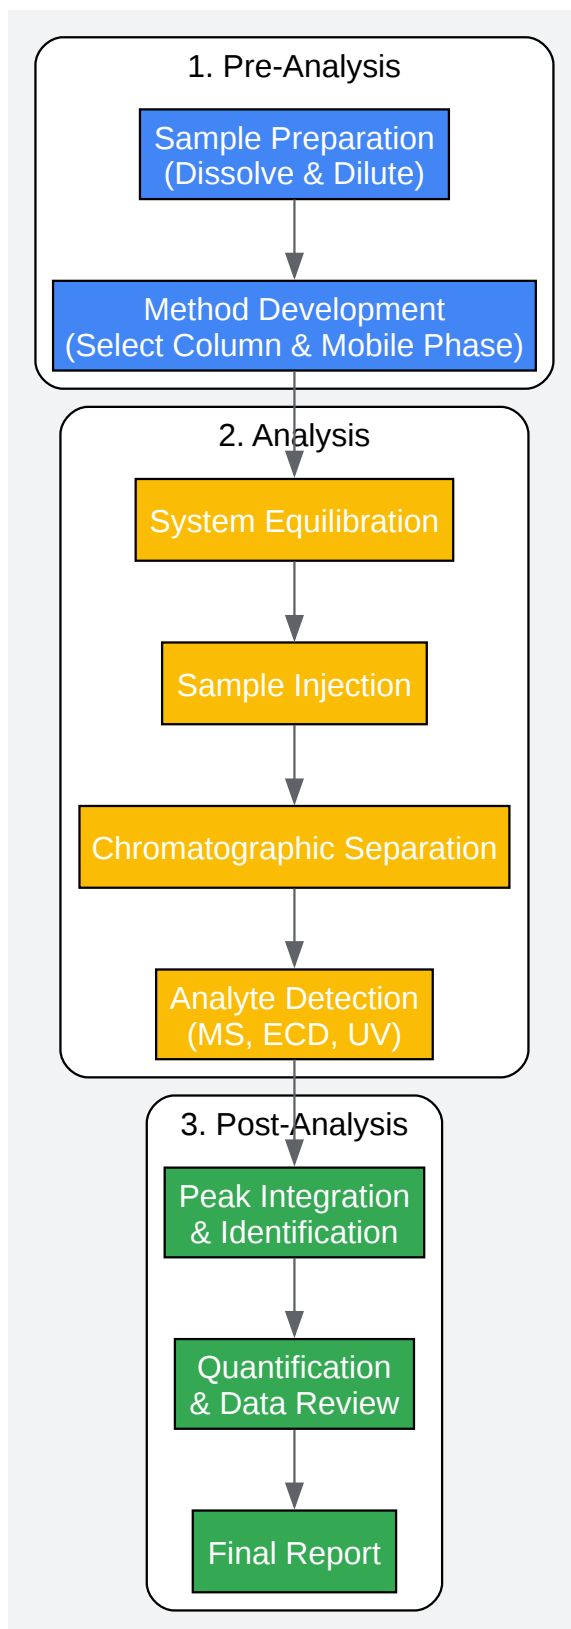 1. Pre-Analysis
Sample Preparation
(Dissolve & Dilute)
Method Development
(Select Column & Mobile Phase)
2. Analysis
System Equilibration
Sample Injection
Chromatographic Separation
Analyte Detection
(MS, ECD, UV)
3. Post-Analysis
Peak Integration
& Identification
Quantification
& Data Review
Final Report